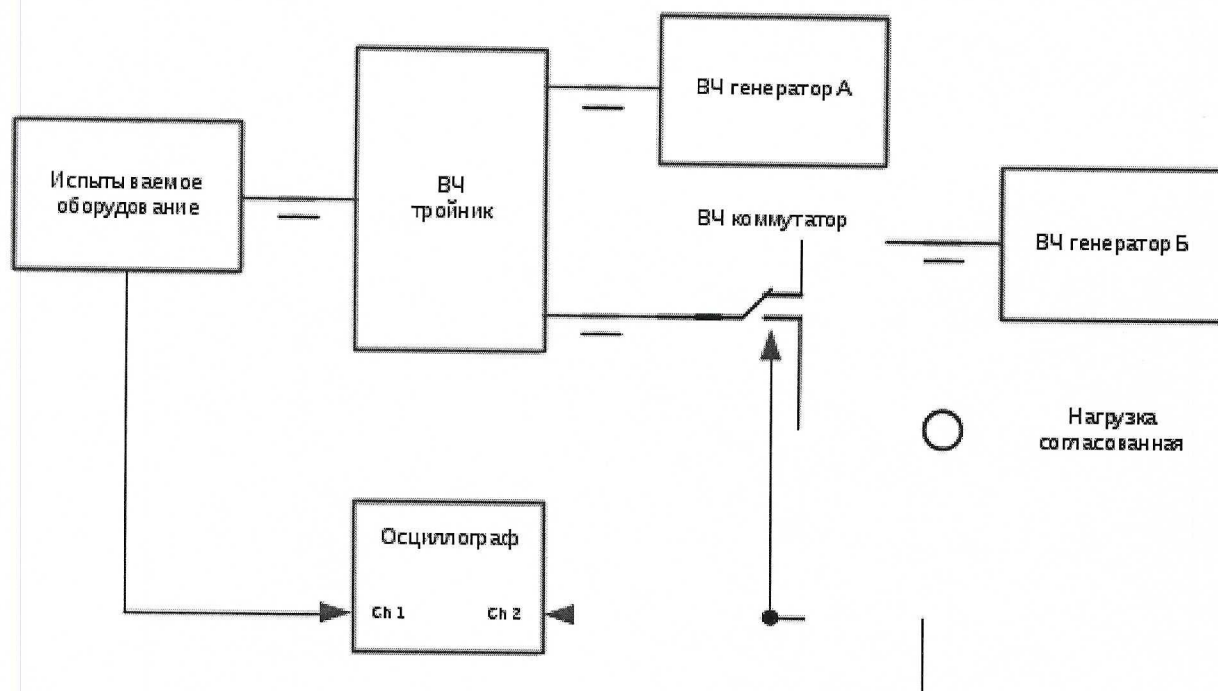 ВЧ генератор А
Испытываемое
оборудование
ВЧ
тройник
ВЧ коммутатор
ВЧ генератор Б
Нагрузка
согласованная
Осциллограф
Ch 1
Ch 2